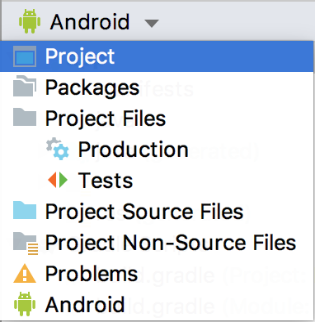 Android
Project
Packages
Project Files
Production
Tests
Project Source Files
Project Non-Source Files
Problems
Android